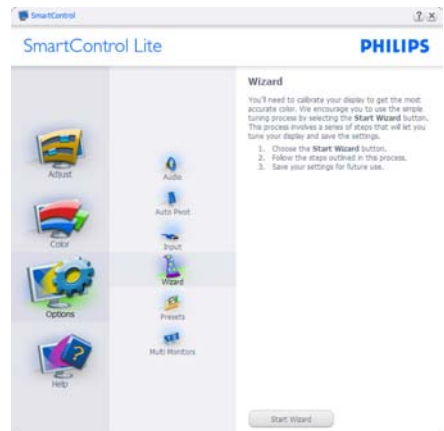 SmartControl
? x
SmartControl Lite
PHILIPS
Adjust
Color
Options
Help
Audio
Auto Pivot
Input
Wizard
Presets
Multi Monitors
Wizard
You'll need to calibrate your display to get the most
accurate color. We encourage you to use the simple
tuning process by selecting the Start Wizard button.
This process involves a series of steps that will let you
tune your display and save the settings.
1. Choose the Start Wizard button.
2. Follow the steps outlined in this process.
3. Save your settings for future use.
Start Wizard